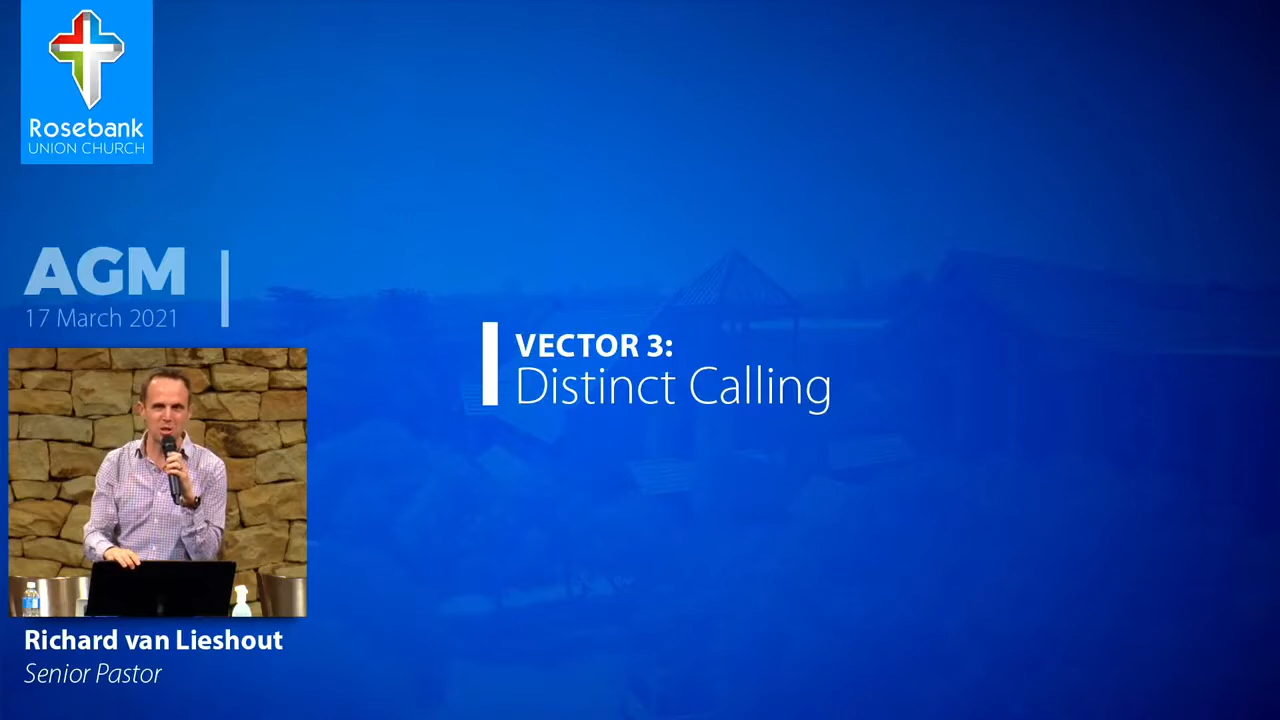 Rosebank
UNION CHURCH
AGM
17 March 2021
VECTOR 3:
Distinct Calling
Richard van Lieshout
Senior Pastor